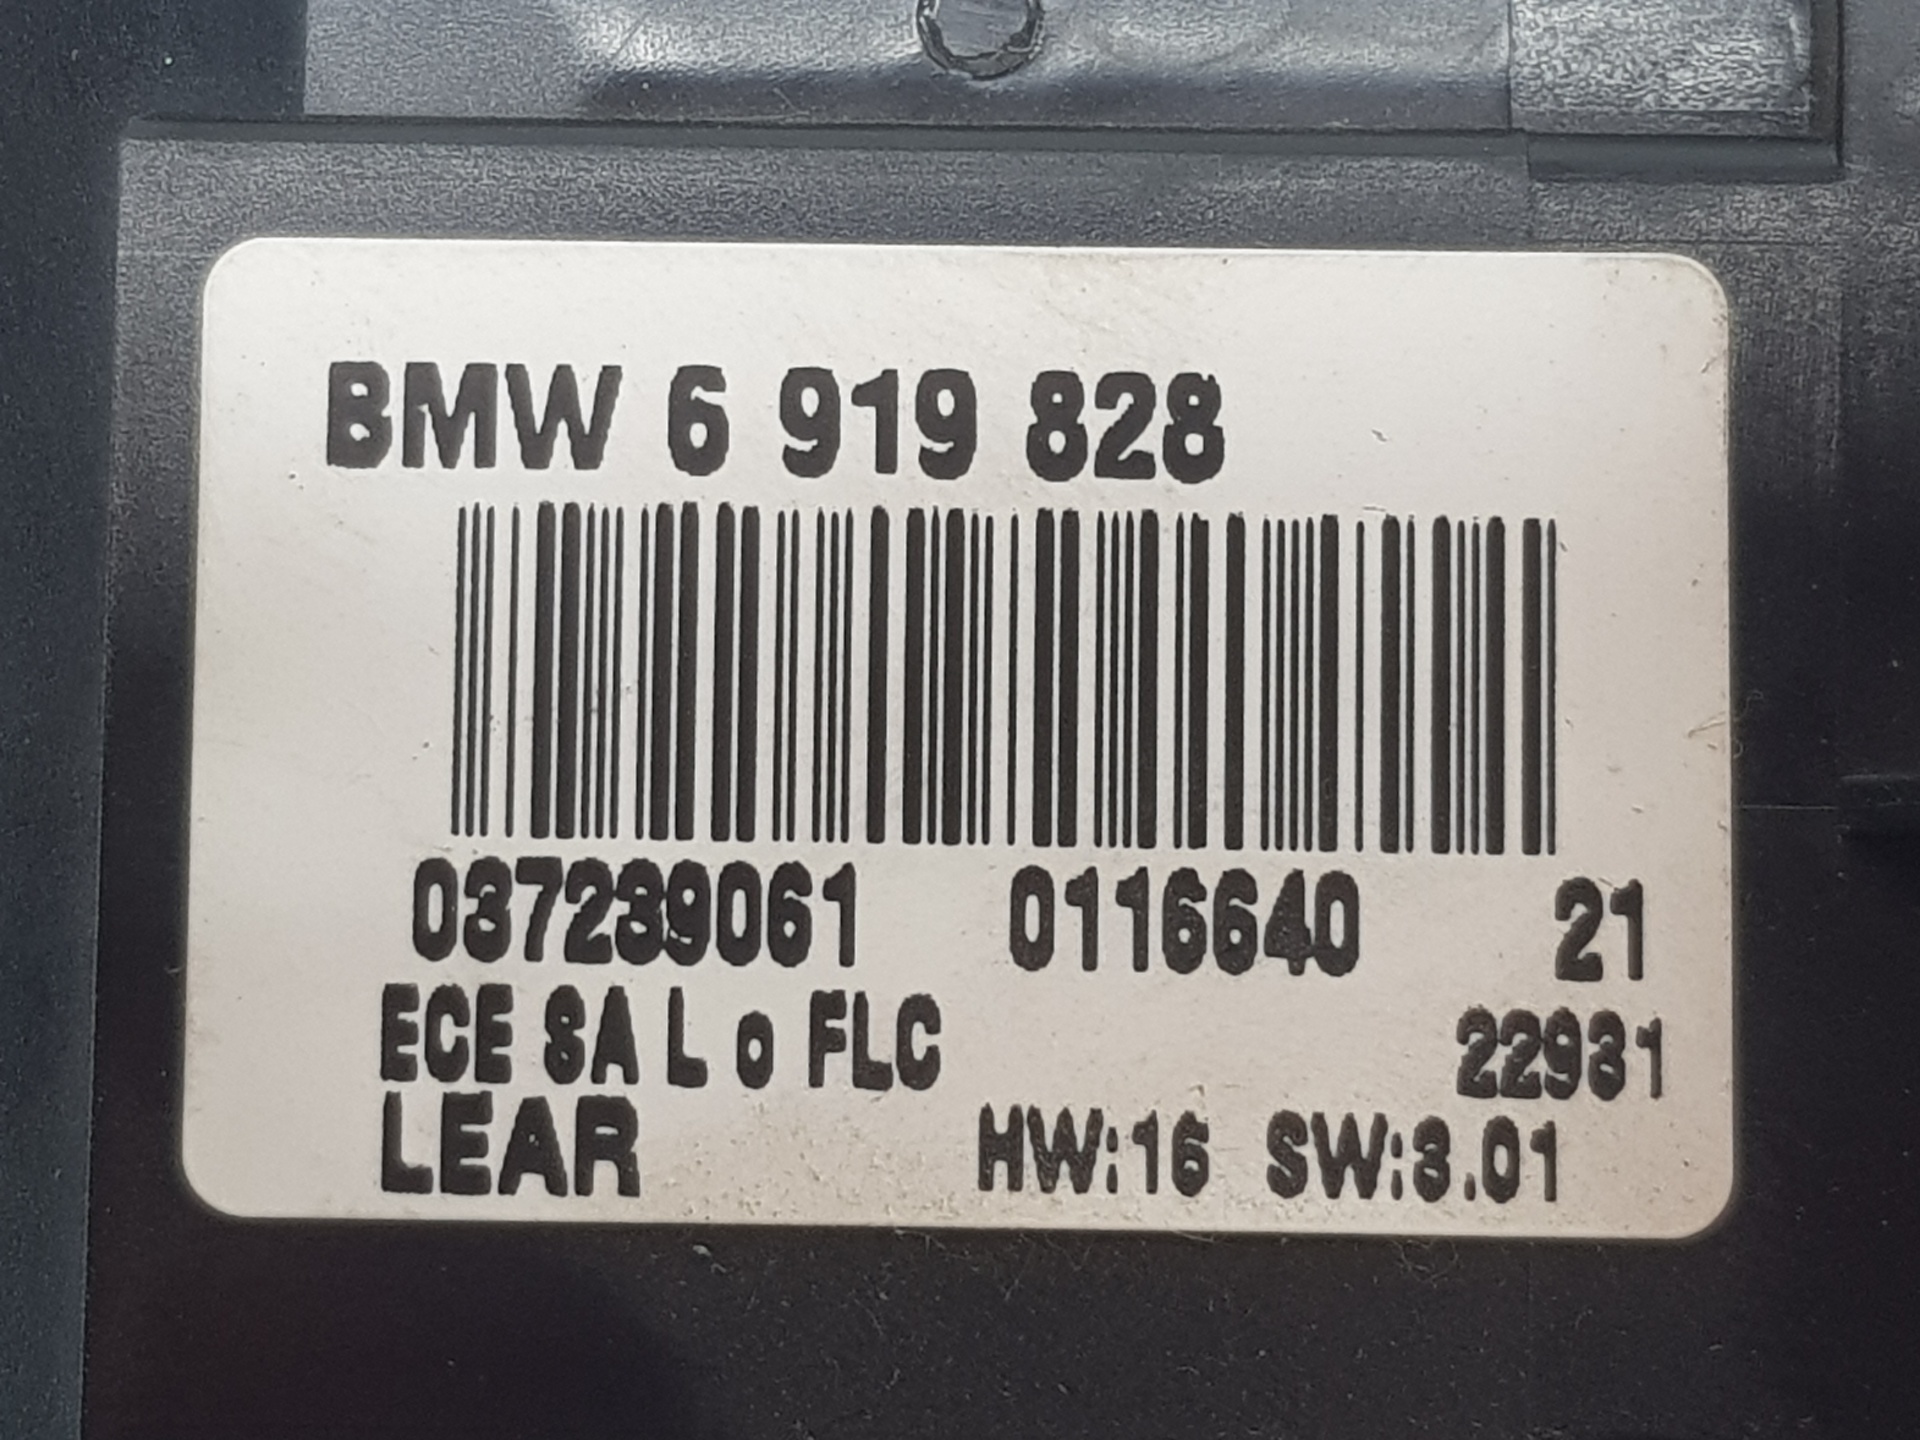 BMW 6 919 828
037239061 0116640 21
ECE SA L o FLC 22931
LEAR HW:16 SW:3.01